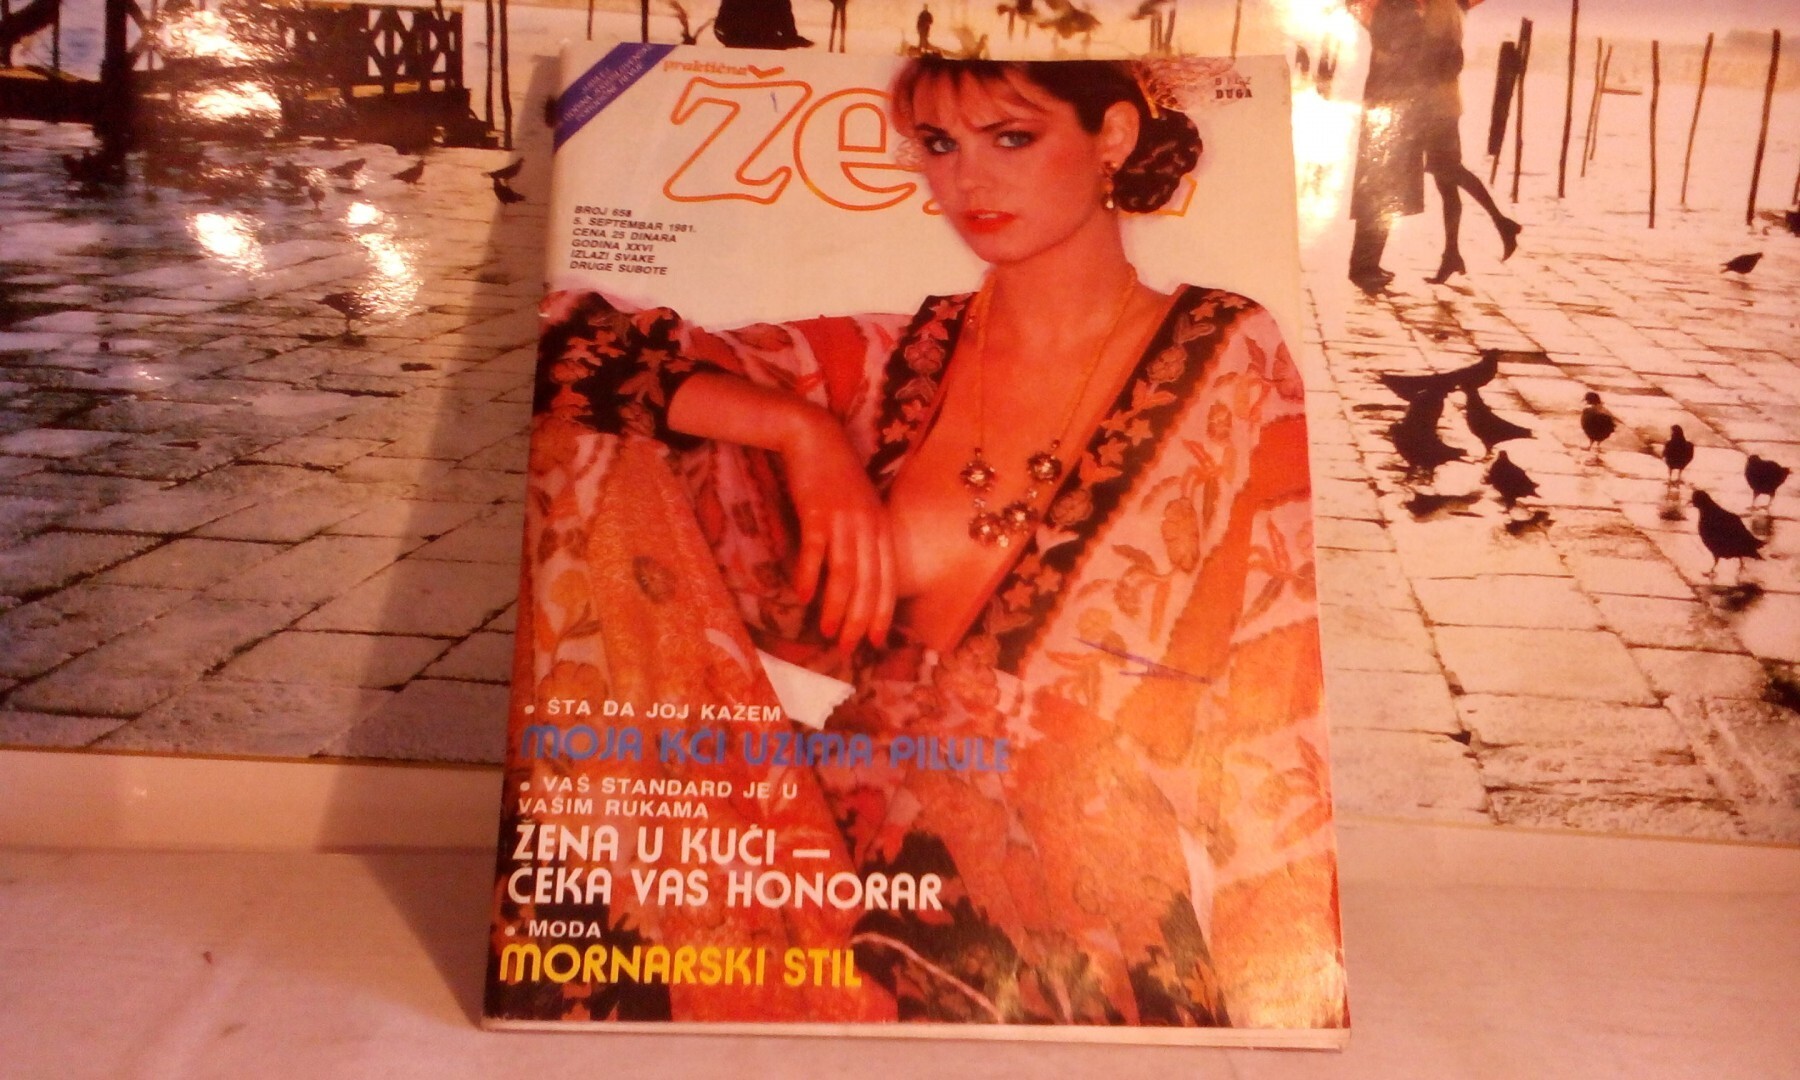 praktična
žena
BIGZ
DUGA
BROJ 658
5. SEPTEMBAR 1981.
CENA 25 DINARA
GODINA XXVI
IZLAZI SVAKE
DRUGE SUBOTE
• ŠTA DA JOJ KAŽEM
MOJA KĆI UZIMA PILULE
• VAŠ STANDARD JE U
VAŠIM RUKAMA
ŽENA U KUĆI —
ČEKA VAS HONORAR
• MODA
MORNARSKI STIL